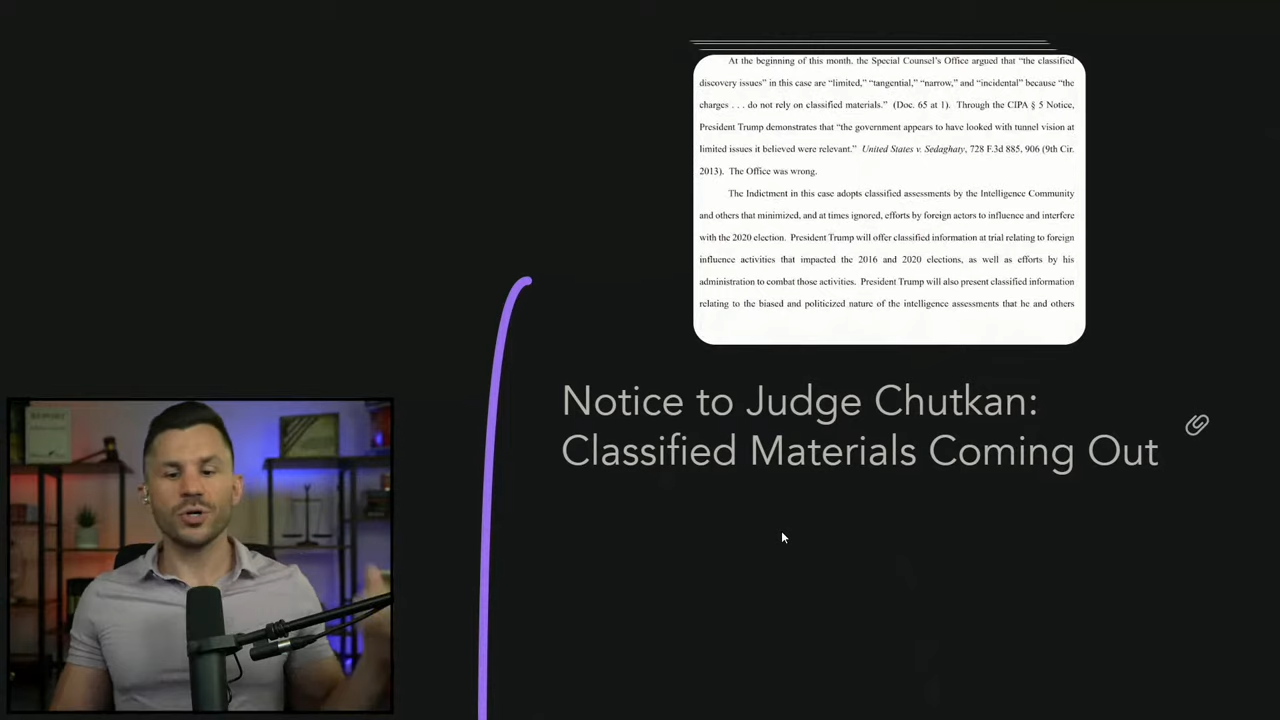 At the beginning of this month, the Special Counsel's Office argued that "the classified
discovery issues" in this case are "limited," "tangential," "narrow," and "incidental" because "the
charges . . . do not rely on classified materials." (Doc. 65 at 1). Through the CIPA § 5 Notice,
President Trump demonstrates that "the government appears to have looked with tunnel vision at
limited issues it believed were relevant." United States v. Sedaghaty, 728 F.3d 885, 906 (9th Cir.
2013). The Office was wrong.
The Indictment in this case adopts classified assessments by the Intelligence Community
and others that minimized, and at times ignored, efforts by foreign actors to influence and interfere
with the 2020 election. President Trump will offer classified information at trial relating to foreign
influence activities that impacted the 2016 and 2020 elections, as well as efforts by his
administration to combat those activities. President Trump will also present classified information
relating to the biased and politicized nature of the intelligence assessments that he and others
Notice to Judge Chutkan:
Classified Materials Coming Out